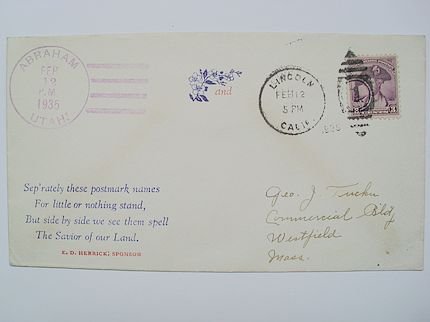 ABRAHAM
FEB
12
P.M
1935
UTAH.
and
LINCOLN
FEB 12
5 PM
CALIF.
1935
3
Sep'rately these postmark names
For little or nothing stand,
But side by side we see them spell
The Savior of our Land.
E. D. HERRICK, SPONSOR
Geo. J.
Commercial Bldg
Westfield
Mass.